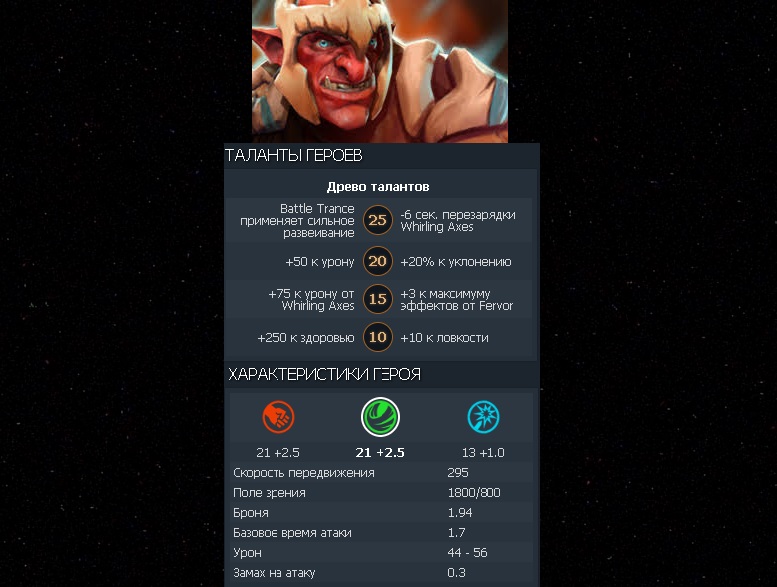 ТАЛАНТЫ ГЕРОЕВ
Древо талантов
Battle Trance
применяет сильное
развеивание
25
-6 сек. перезарядки
Whirling Axes
+50 к урону
20
+20% к уклонению
+75 к урону от
Whirling Axes
15
+3 к максимуму
эффектов от Fervor
+250 к здоровью
10
+10 к ловкости
ХАРАКТЕРИСТИКИ ГЕРОЯ
21 +2.5
21 +2.5
13 +1.0
Скорость передвижения 295
Поле зрения 1800/800
Броня 1.94
Базовое время атаки 1.7
Урон 44 - 56
Замах на атаку 0.3